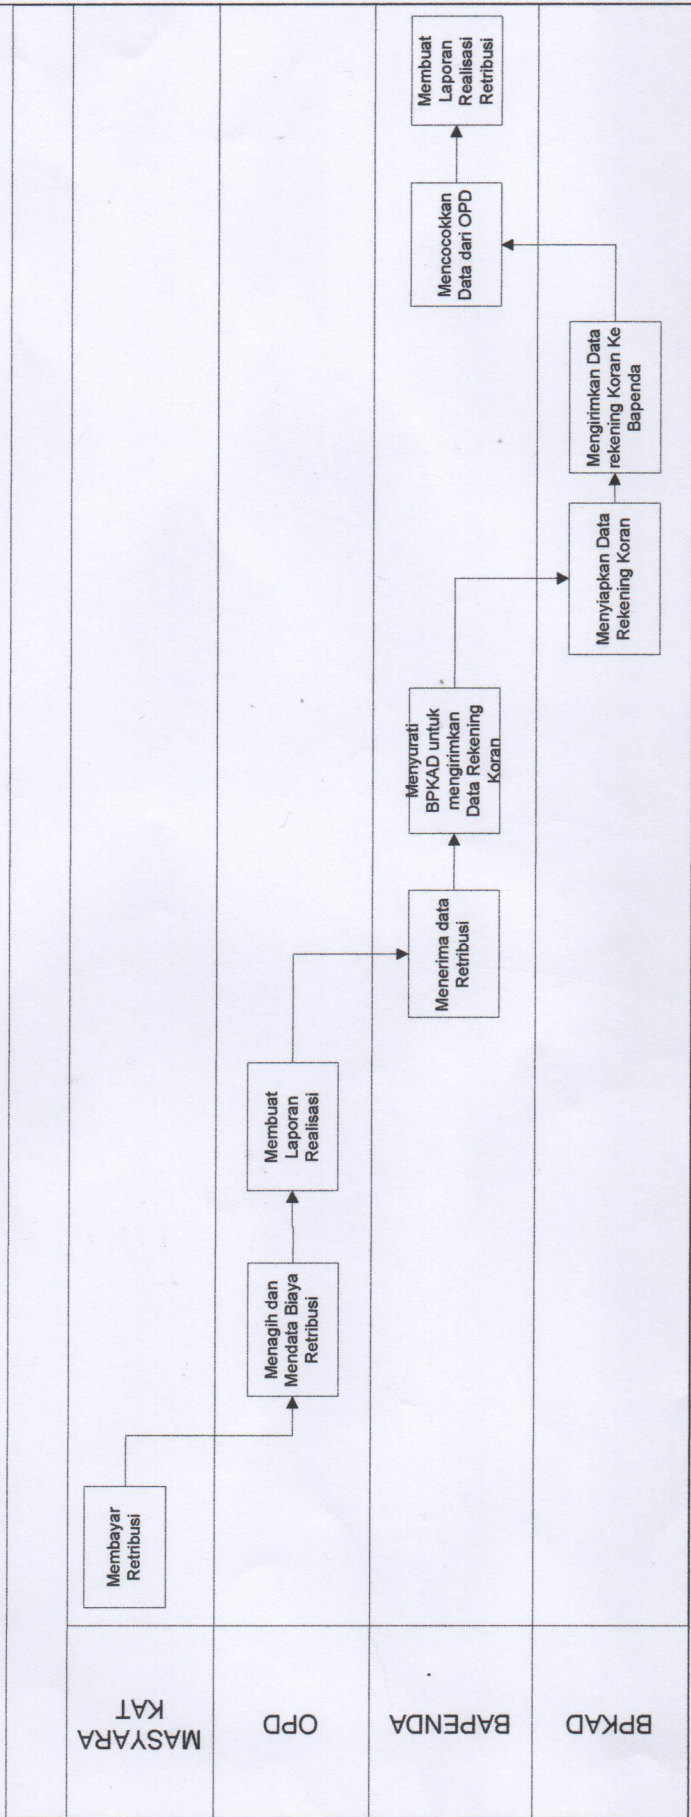 MASYARA
KAT
Membayar
Retribusi
OPD
Menagih dan
Mendata Biaya
Retribusi
Membuat
Laporan
Realisasi
BAPENDA
Menerima data
Retribusi
Menyurati
BPKAD untuk
mengirimkan
Data Rekening
Koran
Mencocokkan
Data dari OPD
Membuat
Laporan
Realisasi
Retribusi
BPKAD
Menyiapkan Data
Rekening Koran
Mengirimkan Data
rekening Koran Ke
Bapenda